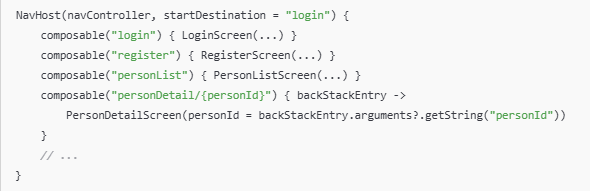 NavHost(navController, startDestination = "login") {
    composable("login") { LoginScreen(...) }
    composable("register") { RegisterScreen(...) }
    composable("personList") { PersonListScreen(...) }
    composable("personDetail/{personId}") { backStackEntry ->
        PersonDetailScreen(personId = backStackEntry.arguments?.getString("personId"))
    }
    // ...
}